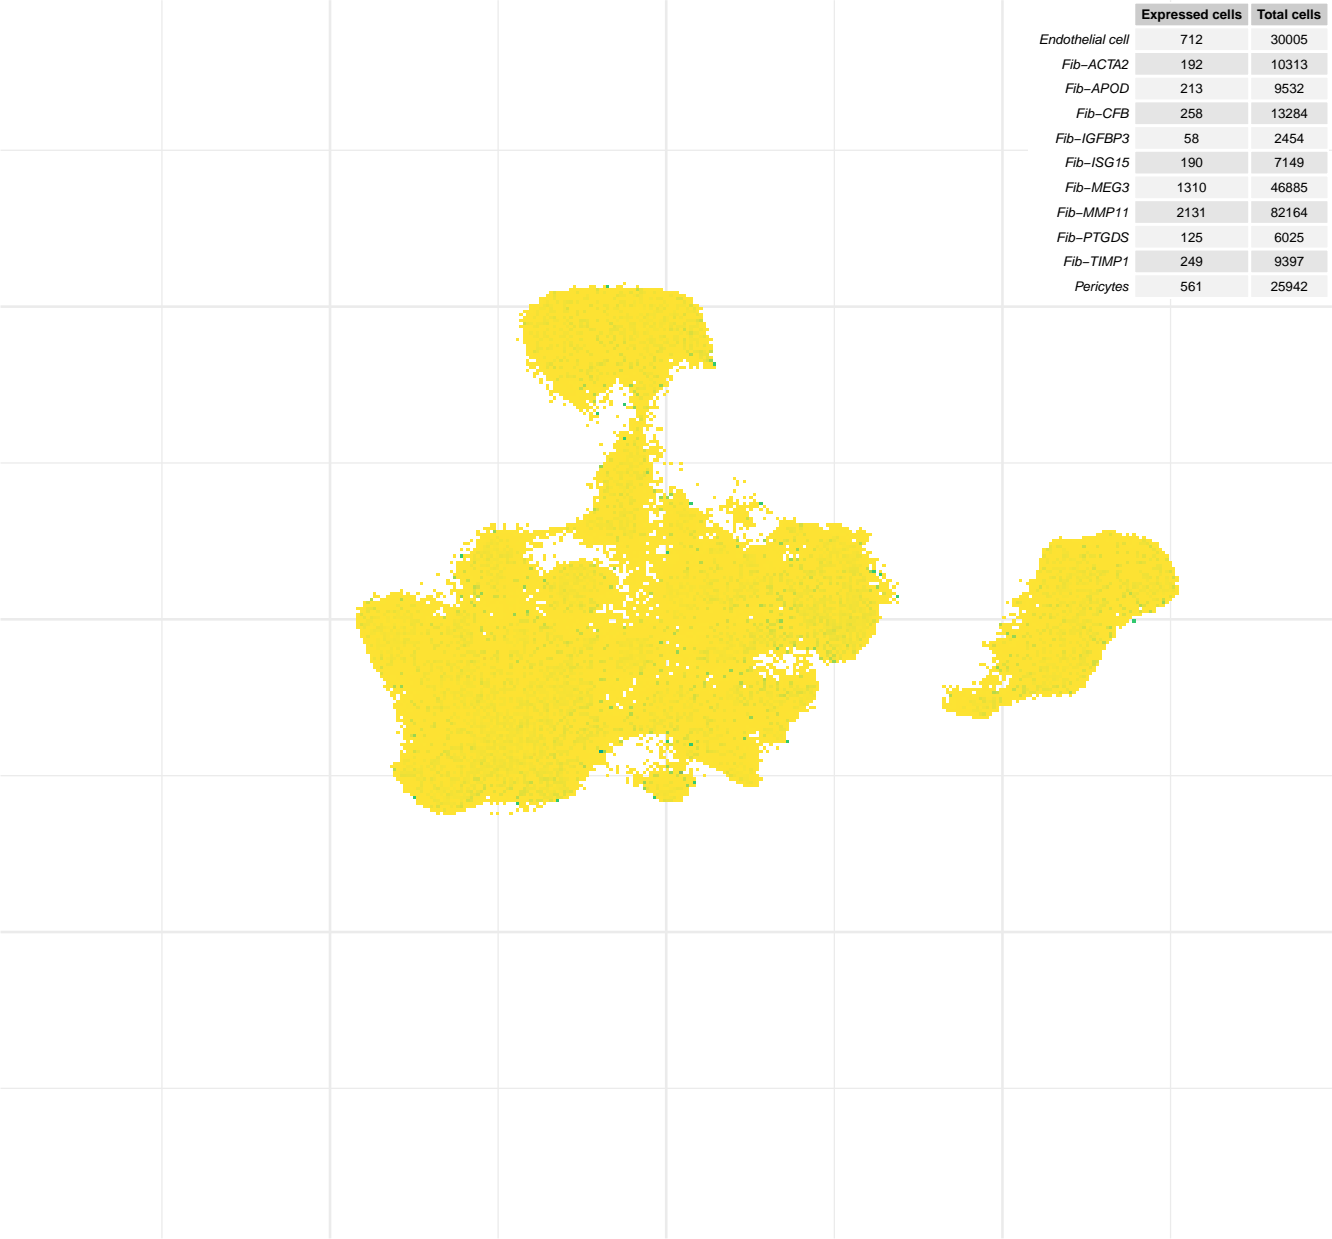 Expressed cells Total cells
Endothelial cell 712 30005
Fib−ACTA2 192 10313
Fib−APOD 213 9532
Fib−CFB 258 13284
Fib−IGFBP3 58 2454
Fib−ISG15 190 7149
Fib−MEG3 1310 46885
Fib−MMP11 2131 82164
Fib−PTGDS 125 6025
Fib−TIMP1 249 9397
Pericytes 561 25942